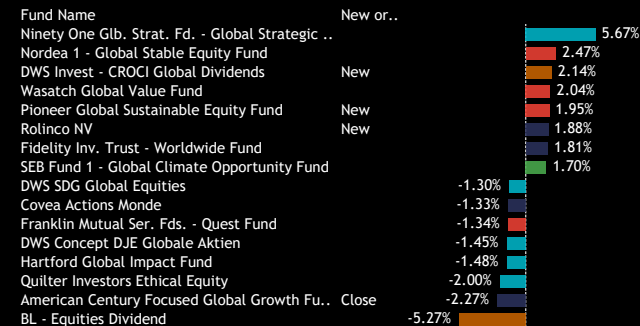 Fund Name New or..
Ninety One Glb. Strat. Fd. - Global Strategic .. 5.67%
Nordea 1 - Global Stable Equity Fund 2.47%
DWS Invest - CROCI Global Dividends New 2.14%
Wasatch Global Value Fund 2.04%
Pioneer Global Sustainable Equity Fund New 1.95%
Rolinco NV New 1.88%
Fidelity Inv. Trust - Worldwide Fund 1.81%
SEB Fund 1 - Global Climate Opportunity Fund 1.70%
DWS SDG Global Equities -1.30%
Covea Actions Monde -1.33%
Franklin Mutual Ser. Fds. - Quest Fund -1.34%
DWS Concept DJE Globale Aktien -1.45%
Hartford Global Impact Fund -1.48%
Quilter Investors Ethical Equity -2.00%
American Century Focused Global Growth Fu.. Close -2.27%
BL - Equities Dividend -5.27%